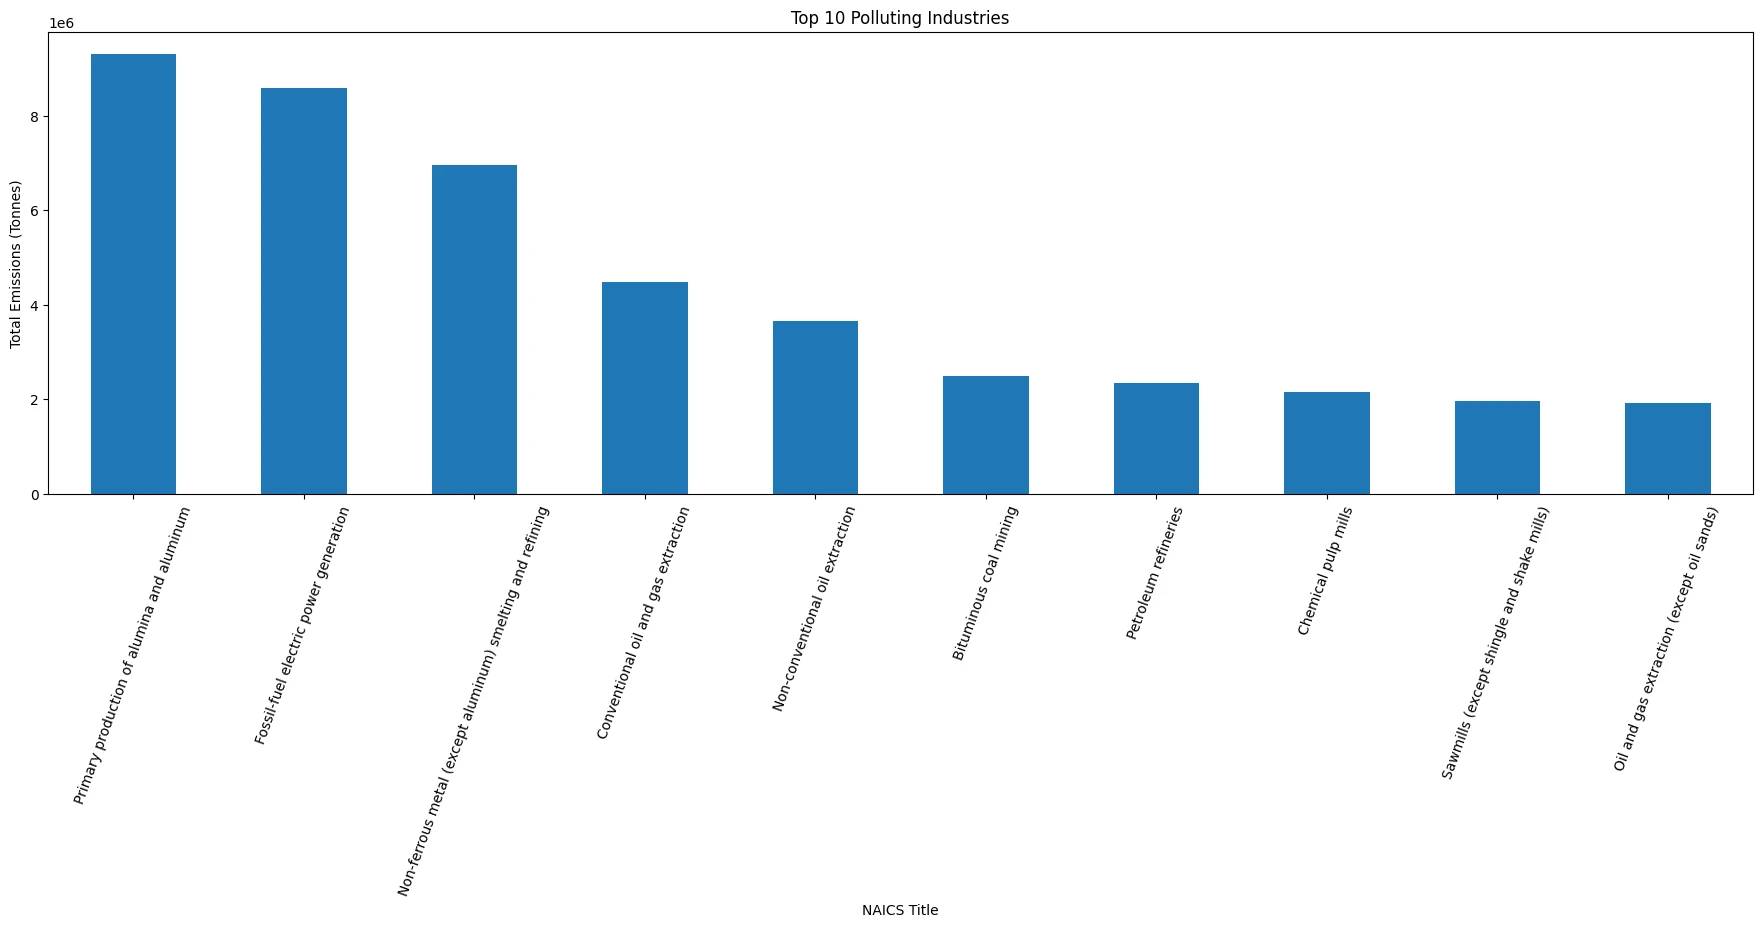 Top 10 Polluting Industries
1e6
Total Emissions (Tonnes)
8
6
4
2
0
Primary production of alumina and aluminum
Fossil-fuel electric power generation
Non-ferrous metal (except aluminum) smelting and refining
Conventional oil and gas extraction
Non-conventional oil extraction
Bituminous coal mining
Petroleum refineries
Chemical pulp mills
Sawmills (except shingle and shake mills)
Oil and gas extraction (except oil sands)
NAICS Title